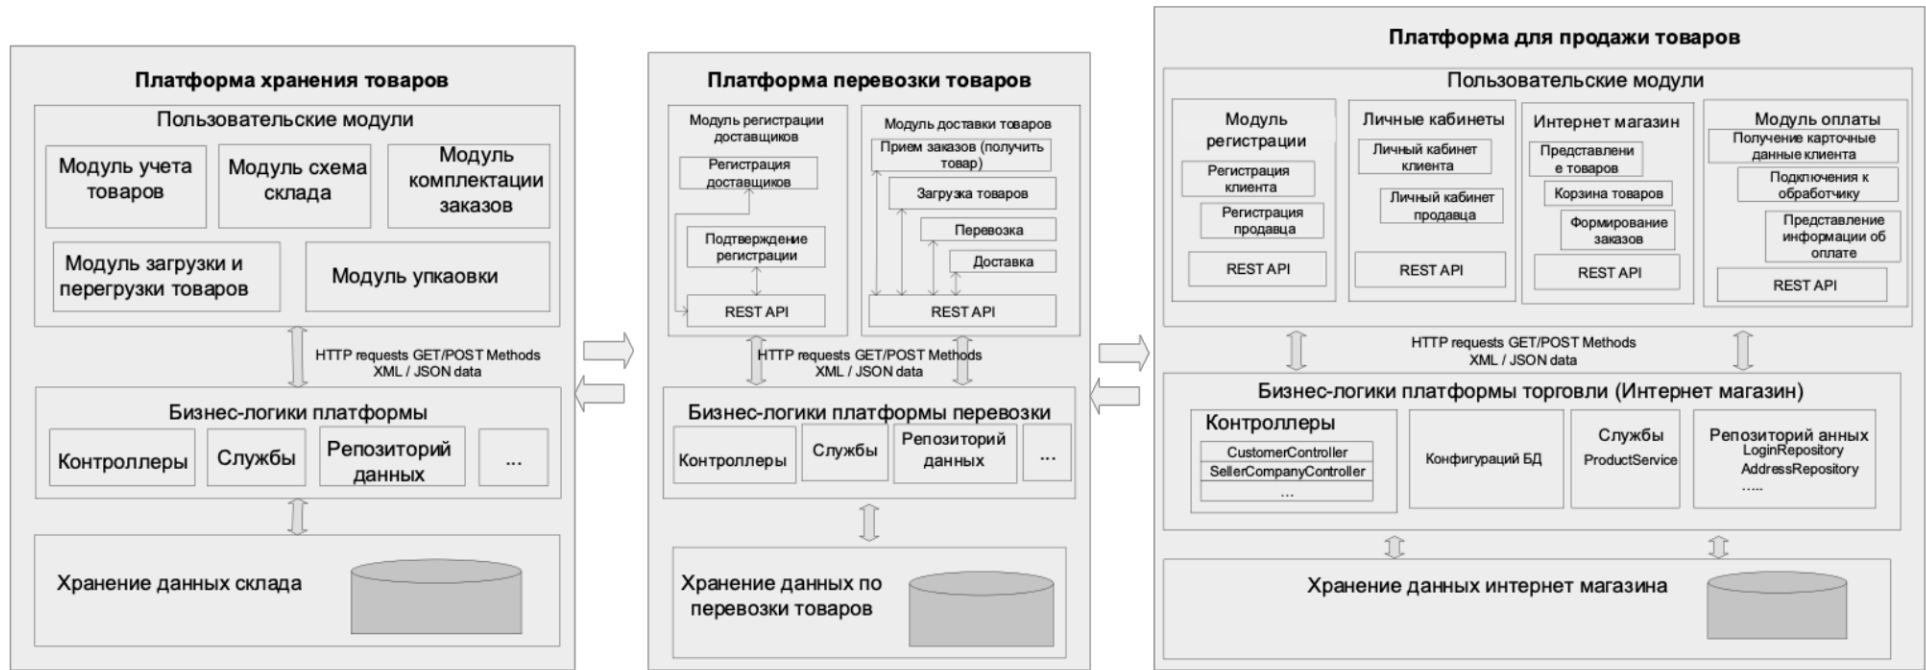 Платформа хранения товаров
Пользовательские модули
Модуль учета
товаров
Модуль схема
склада
Модуль
комплектации
заказов
Модуль загрузки и
перегрузки товаров
Модуль упкаовки
HTTP requests GET/POST Methods
XML / JSON data
Бизнес-логики платформы
Контроллеры
Службы
Репозиторий
данных
...
Хранение данных склада
Платформа перевозки товаров
Модуль регистрации
доставщиков
Регистрация
доставщиков
Подтверждение
регистрации
REST API
Модуль доставки товаров
Прием заказов (получить
товар)
Загрузка товаров
Перевозка
Доставка
REST API
HTTP requests GET/POST Methods
XML / JSON data
Бизнес-логики платформы перевозки
Контроллеры
Службы
Репозиторий
данных
...
Хранение данных по
перевозки товаров
Платформа для продажи товаров
Пользовательские модули
Модуль
регистрации
Регистрация
клиента
Регистрация
продавца
REST API
Личные кабинеты
Личный кабинет
клиента
Личный кабинет
продавца
REST API
Интернет магазин
Представлени
е товаров
Корзина товаров
Формирование
заказов
REST API
Модуль оплаты
Получение карточные
данные клиента
Подключения к
обработчику
Представление
информации об
оплате
REST API
HTTP requests GET/POST Methods
XML / JSON data
Бизнес-логики платформы торговли (Интернет магазин)
Контроллеры
CustomerController
SellerCompanyController
...
Конфигураций БД
Службы
ProductService
Репозиторий анных
LoginRepository
AddressRepository
.....
Хранение данных интернет магазина